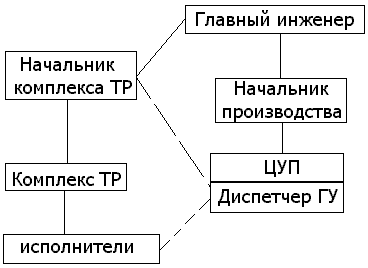 Главный инженер
Начальник
комплекса ТР
Начальник
производства
ЦУП
Комплекс ТР
Диспетчер ГУ
исполнители